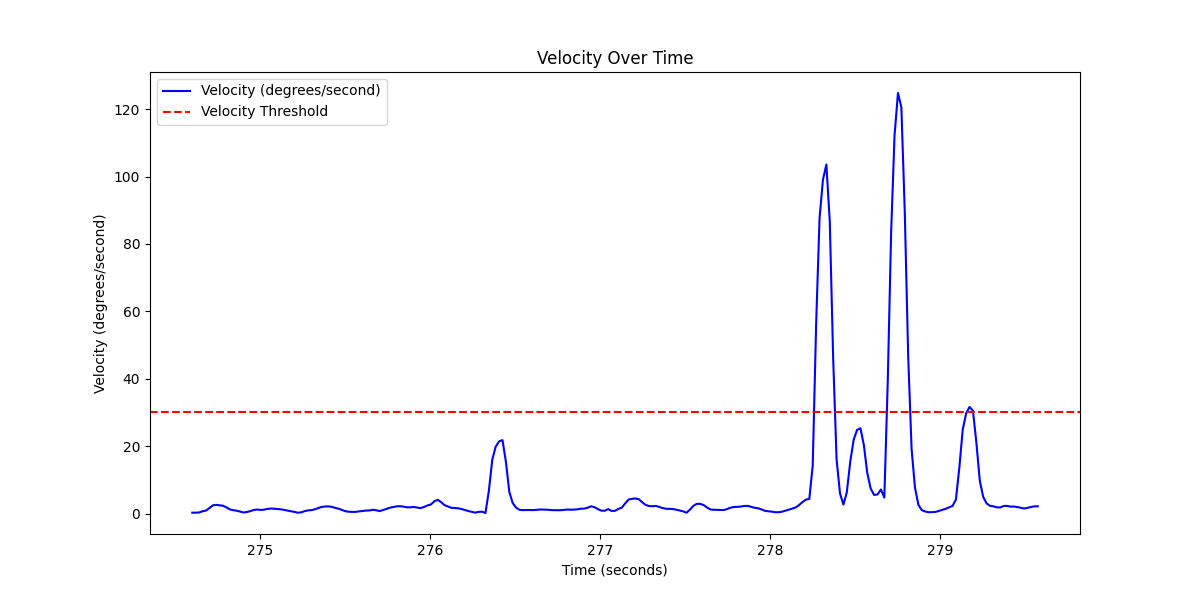 Velocity Over Time
Velocity (degrees/second)
Velocity Threshold
Velocity (degrees/second)
120
100
80
60
40
20
0
275 276 277 278 279
Time (seconds)